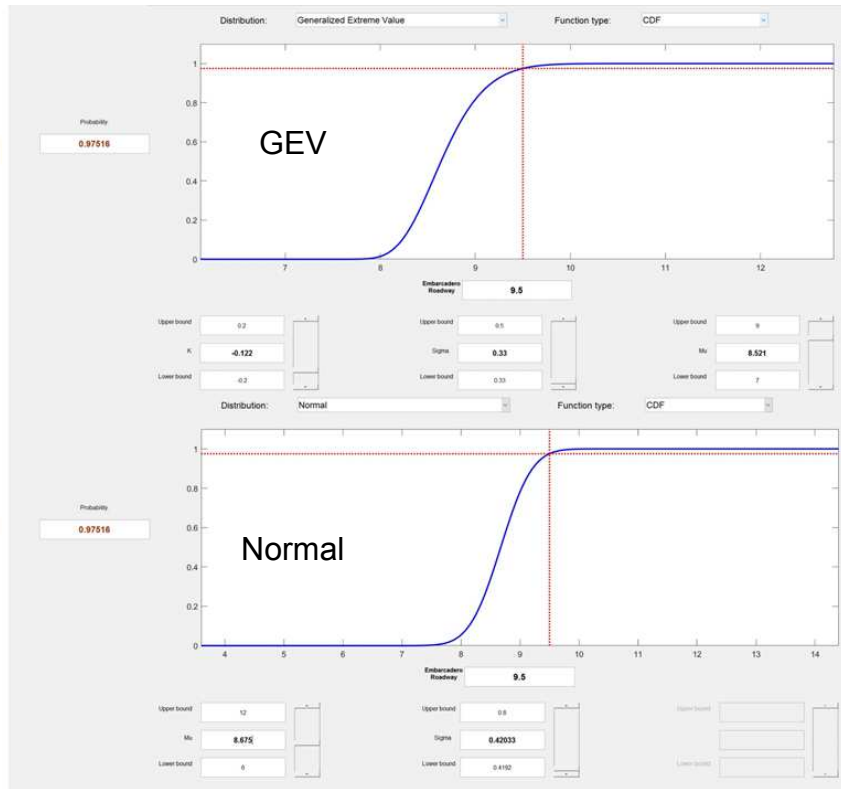 Distribution: Generalized Extreme Value Function type: CDF
1
0.8
Probability
0.97516
GEV
0.6
0.4
0.2
0
7 8 9 10 11 12
Embarcadero
Roadway 9.5
Upper bound 0.2 Upper bound 0.5 Upper bound 9
K -0.122 Sigma 0.33 Mu 8.521
Lower bound -0.2 Lower bound 0.33 Lower bound 7
Distribution: Normal Function type: CDF
1
0.8
Probability
0.97516
0.6
Normal
0.4
0.2
0
4 5 6 7 8 9 10 11 12 13 14
Embarcadero
Roadway 9.5
Upper bound 12 Upper bound 0.8 Upper bound
Mu 8.675 Sigma 0.42033
Lower bound 6 Lower bound 0.4192 Lower bound